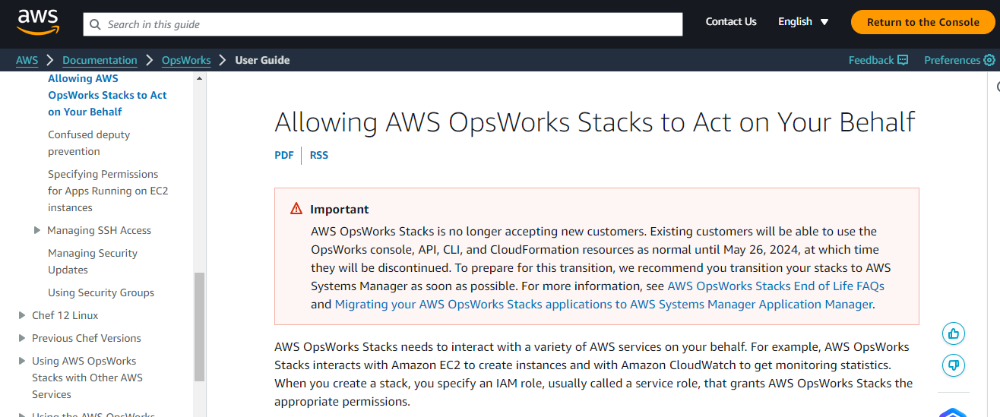 aws
Search in this guide
Contact Us
English
Return to the Console
AWS
Documentation
OpsWorks
User Guide
Feedback
Preferences
Allowing AWS
OpsWorks Stacks to Act
on Your Behalf
Confused deputy
prevention
Specifying Permissions
for Apps Running on EC2
instances
Managing SSH Access
Managing Security
Updates
Using Security Groups
Chef 12 Linux
Previous Chef Versions
Using AWS OpsWorks
Stacks with Other AWS
Services
Using the AWS OpsWorks
Allowing AWS OpsWorks Stacks to Act on Your Behalf
PDF
RSS
Important
AWS OpsWorks Stacks is no longer accepting new customers. Existing customers will be able to use the
OpsWorks console, API, CLI, and CloudFormation resources as normal until May 26, 2024, at which time
they will be discontinued. To prepare for this transition, we recommend you transition your stacks to AWS
Systems Manager as soon as possible. For more information, see AWS OpsWorks Stacks End of Life FAQs
and Migrating your AWS OpsWorks Stacks applications to AWS Systems Manager Application Manager.
AWS OpsWorks Stacks needs to interact with a variety of AWS services on your behalf. For example, AWS OpsWorks
Stacks interacts with Amazon EC2 to create instances and with Amazon CloudWatch to get monitoring statistics.
When you create a stack, you specify an IAM role, usually called a service role, that grants AWS OpsWorks Stacks the
appropriate permissions.